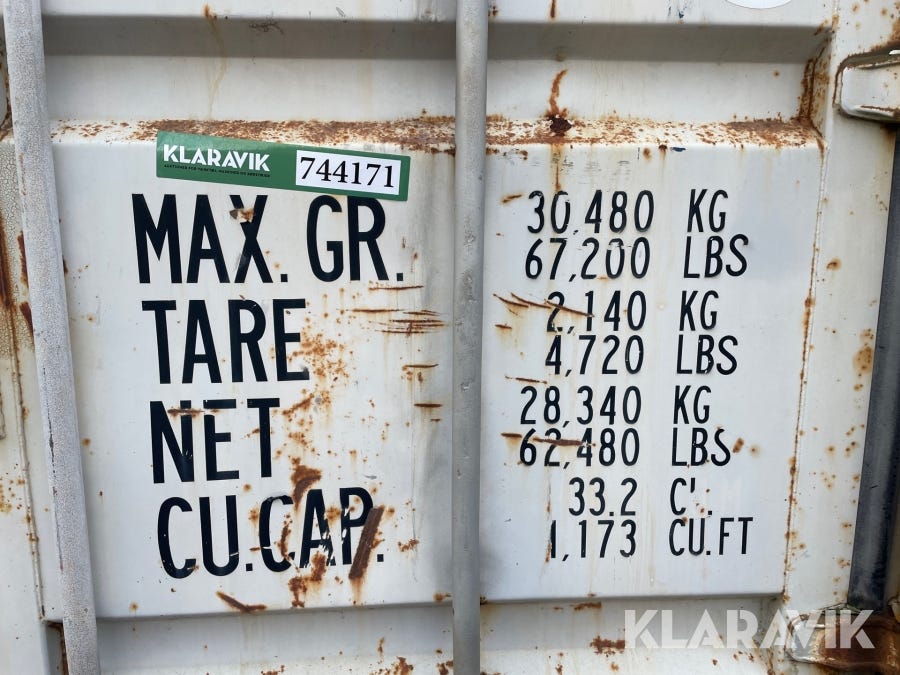 KLARAVIK
744171
MAX. GR. 30,480 KG
67,200 LBS
TARE 2,140 KG
4,720 LBS
NET 28,340 KG
62,480 LBS
CU.CAP. 33.2 C'.
1,173 CU.FT
KLARAVIK